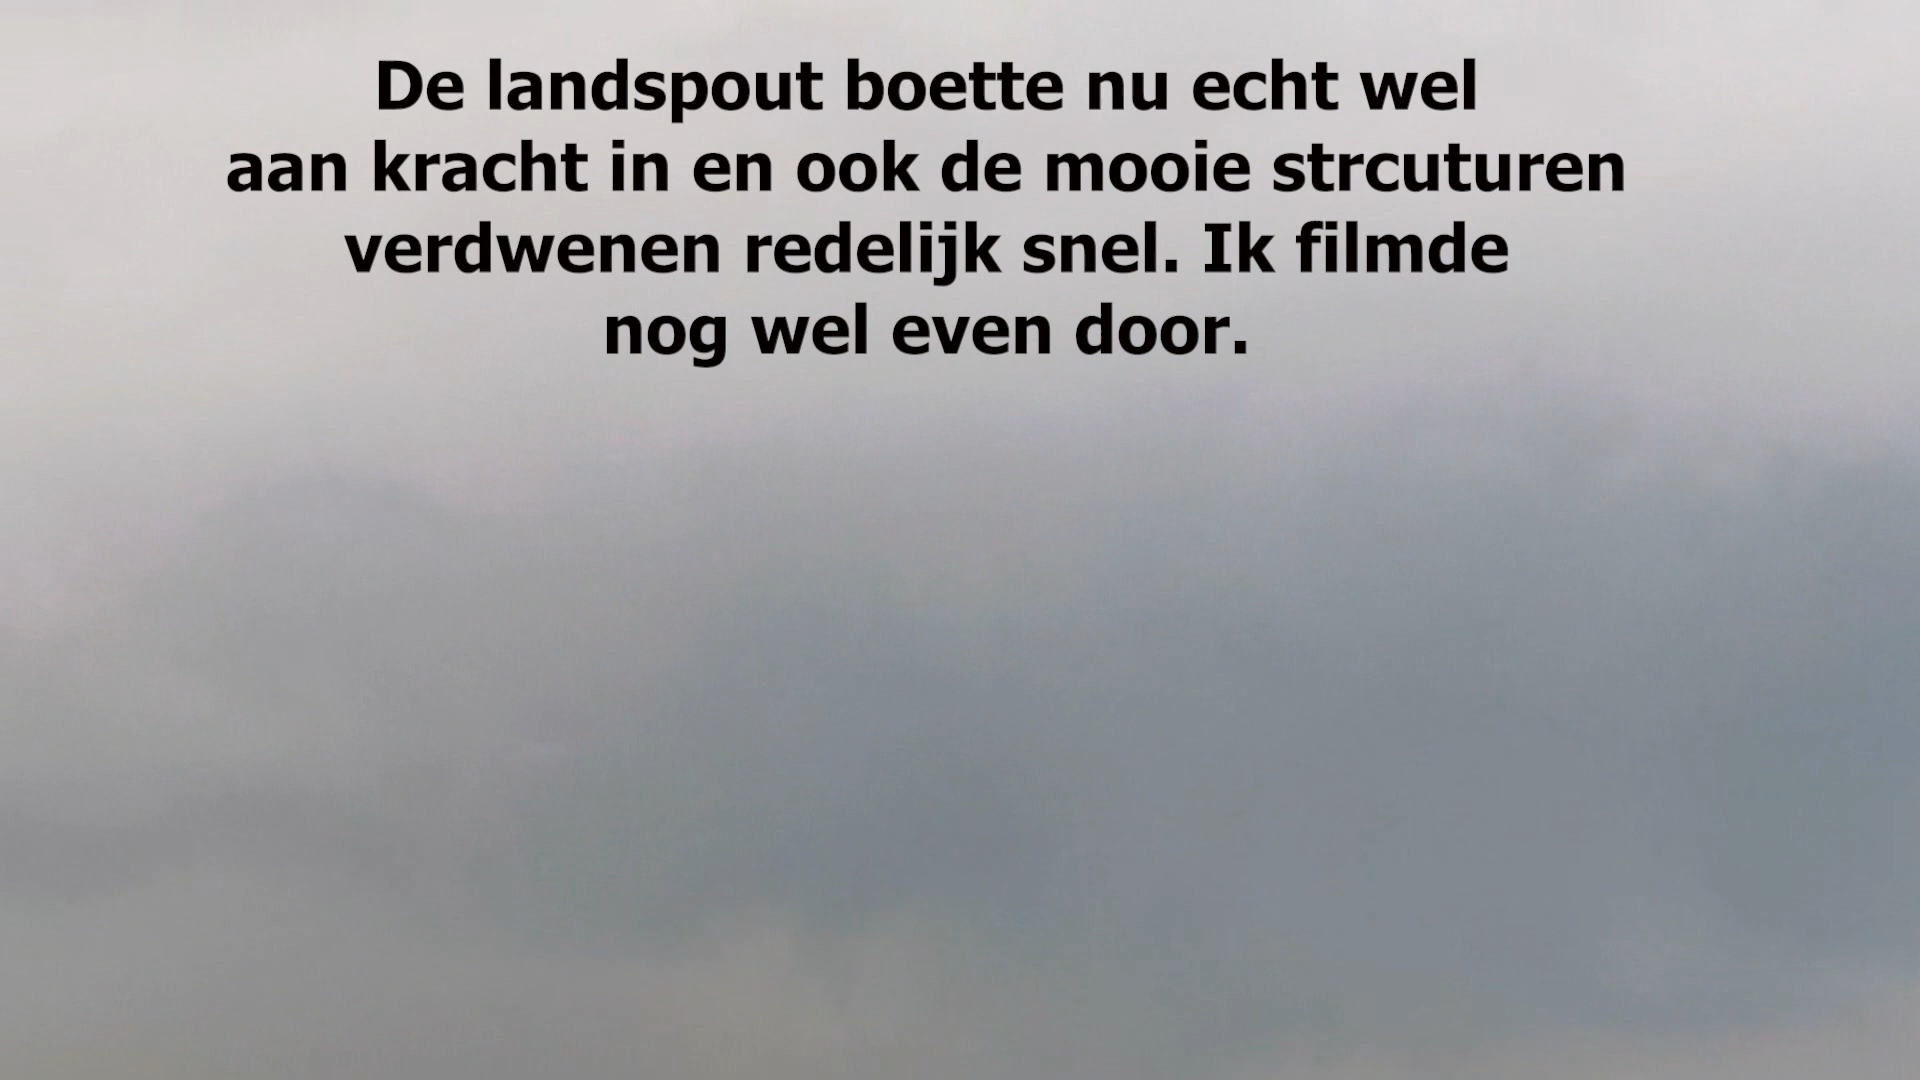 De landspout boette nu echt wel
aan kracht in en ook de mooie strcuturen
verdwenen redelijk snel. Ik filmde
nog wel even door.